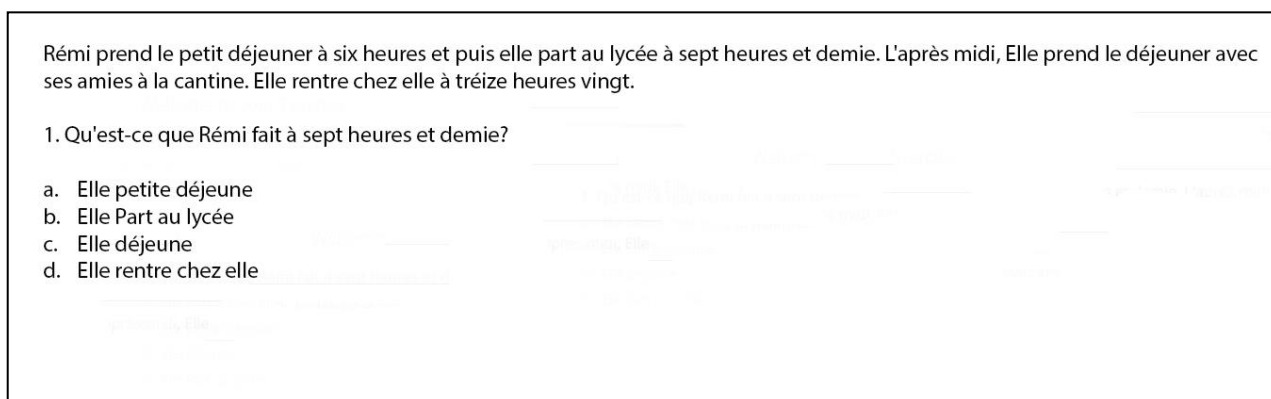 Rémi prend le petit déjeuner à six heures et puis elle part au lycée à sept heures et demie. L'après midi, Elle prend le déjeuner avec
ses amies à la cantine. Elle rentre chez elle à tréize heures vingt.
1. Qu'est-ce que Rémi fait à sept heures et demie?
a. Elle petite déjeune
b. Elle Part au lycée
c. Elle déjeune
d. Elle rentre chez elle